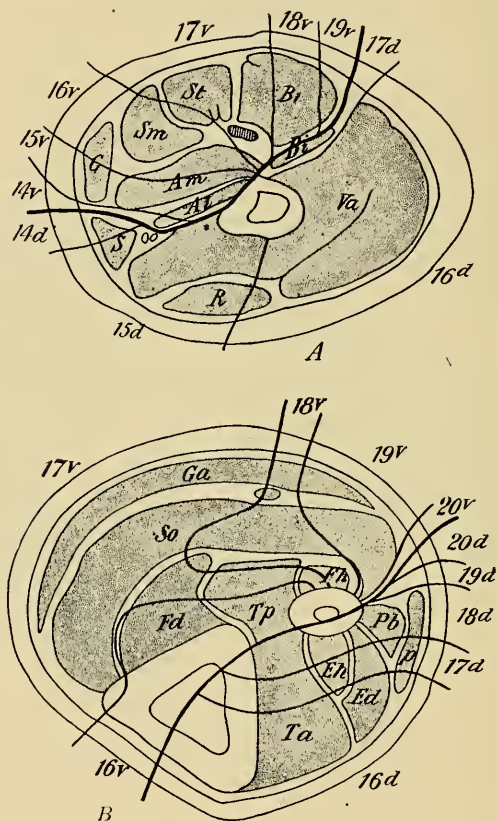 17v
18v
19v
17d
16v
St
Bi
Sm
Bi
15v
G
Am
Va
14v
Al
14d
S
16d
R
15d
A
18v
17v
19v
Ga
20v
So
20d
Fh
19d
Fd
Tp
Pb
18d
P
Eh
17d
Ed
Ta
16v
16d
B